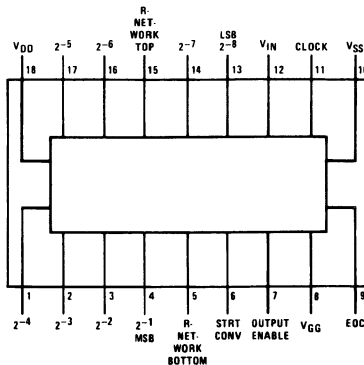 R-
NET-
WORK
TOP
LSB
V_DD 2^-5 2^-6 2^-7 2^-8 V_IN CLOCK V_SS
18 17 16 15 14 13 12 11 10
1 2 3 4 5 6 7 8 9
2^-4 2^-3 2^-2 2^-1 R- STRT OUTPUT V_GG EOC
MSB NET- CONV ENABLE
WORK
BOTTOM